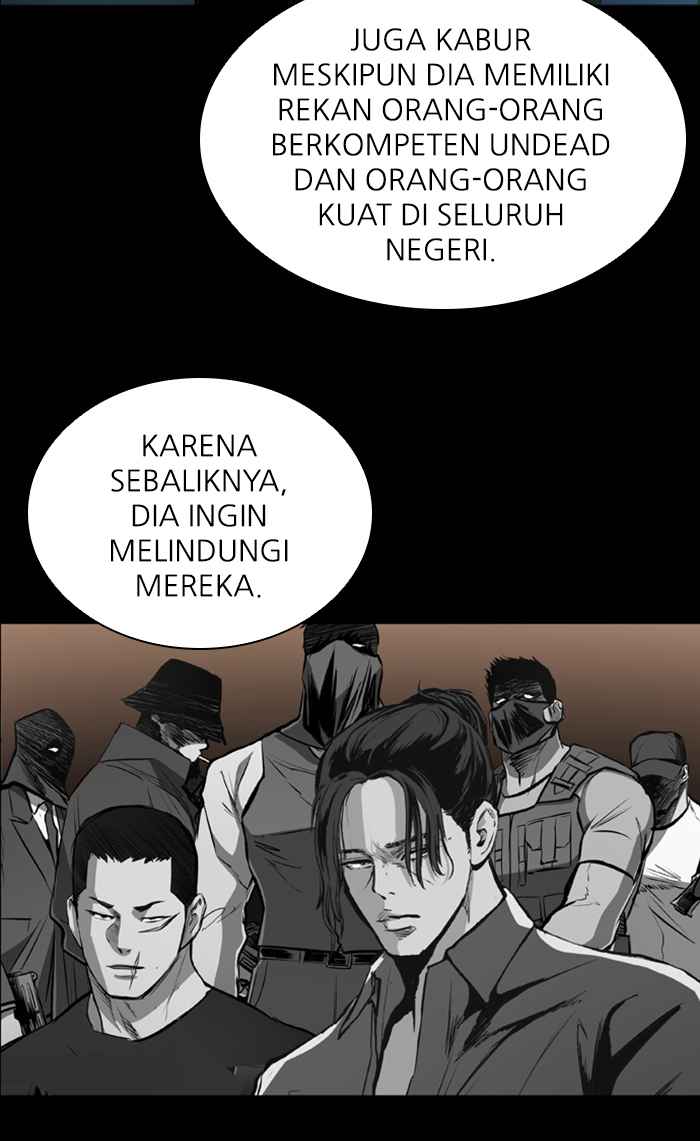 JUGA KABUR
MESKIPUN DIA MEMILIKI
REKAN ORANG-ORANG
BERKOMPETEN UNDEAD
DAN ORANG-ORANG
KUAT DI SELURUH
NEGERI.
KARENA
SEBALIKNYA,
DIA INGIN
MELINDUNGI
MEREKA.